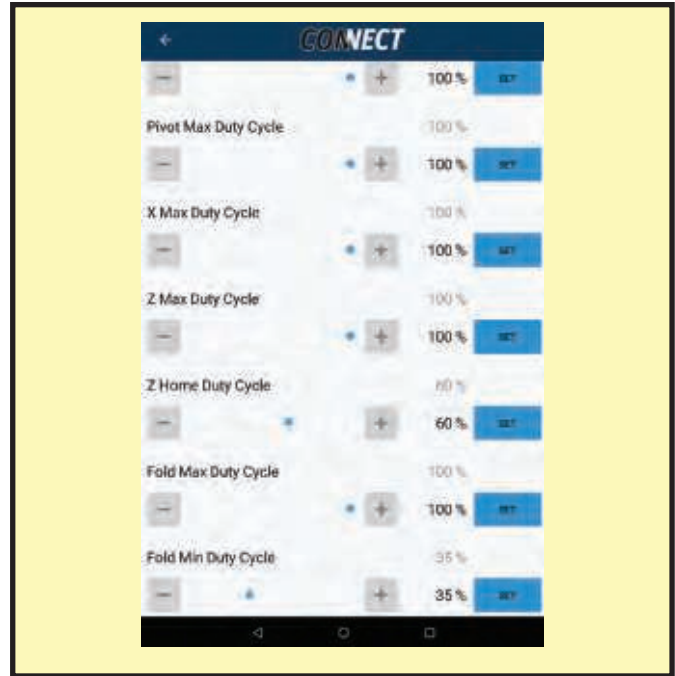 CONNECT
100 % SET
Pivot Max Duty Cycle 100 %
100 % SET
X Max Duty Cycle 100 %
100 % SET
Z Max Duty Cycle 100 %
100 % SET
Z Home Duty Cycle 60 %
60 % SET
Fold Max Duty Cycle 100 %
100 % SET
Fold Min Duty Cycle 35 %
35 % SET